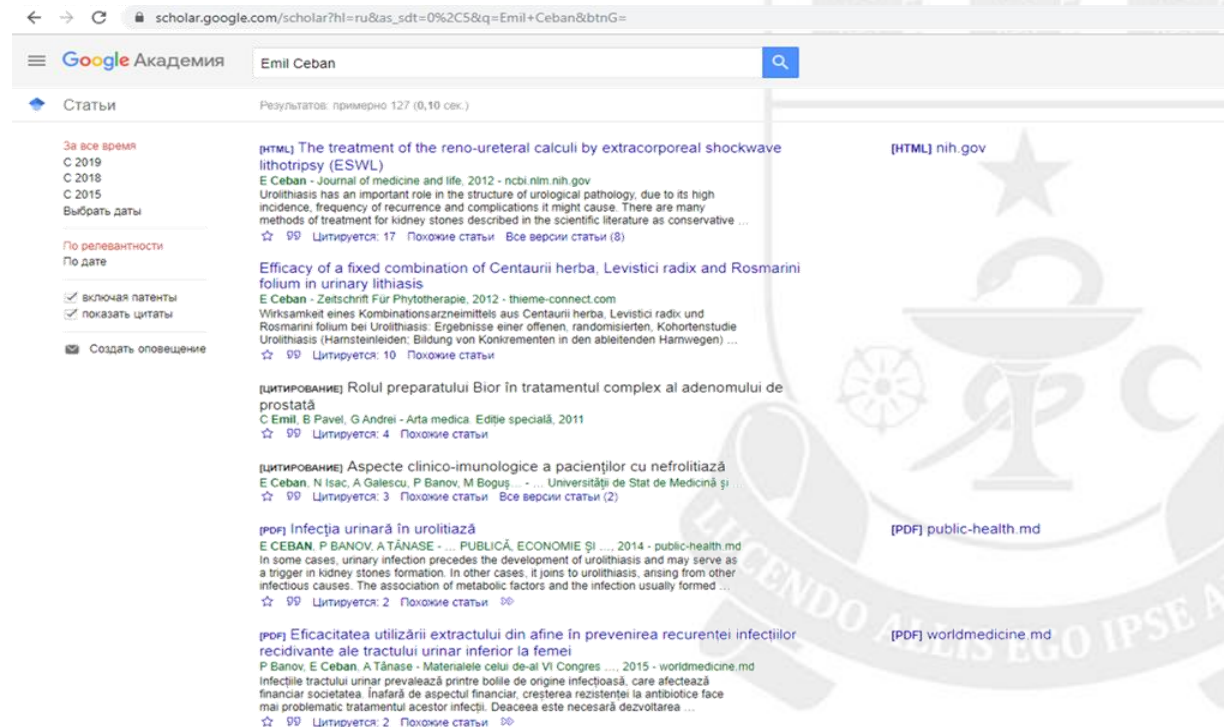 scholar.google.com/scholar?hl=ru&as_sdt=0%2C5&q=Emil+Ceban&btnG=
Google Академия
Emil Ceban
Статьи
Результатов: примерно 127 (0,10 сек.)
За все время
С 2019
С 2018
С 2015
Выбрать даты
По релевантности
По дате
включая патенты
показать цитаты
Создать оповещение
[HTML] The treatment of the reno-ureteral calculi by extracorporeal shockwave
lithotripsy (ESWL)
E Ceban - Journal of medicine and life, 2012 - ncbi.nlm.nih.gov
Urolithiasis has an important role in the structure of urological pathology, due to its high
incidence, frequency of recurrence and complications it might cause. There are many
methods of treatment for kidney stones described in the scientific literature as conservative ...
Цитируется: 17 Похожие статьи Все версии статьи (8)
[HTML] nih.gov
Efficacy of a fixed combination of Centaurii herba, Levistici radix and Rosmarini
folium in urinary lithiasis
E Ceban - Zeitschrift Für Phytotherapie, 2012 - thieme-connect.com
Wirksamkeit eines Kombinationsarzneimittels aus Centaurii herba, Levistici radix und
Rosmarini folium bei Urolithiasis: Ergebnisse einer offenen, randomisierten, Kohortenstudie
Urolithiasis (Harnsteinleiden; Bildung von Konkrementen in den ableitenden Harnwegen) ...
Цитируется: 10 Похожие статьи
[ЦИТИРОВАНИЕ] Rolul preparatului Bior în tratamentul complex al adenomului de
prostată
C Emil, B Pavel, G Andrei - Arta medica. Ediție specială, 2011
Цитируется: 4 Похожие статьи
[ЦИТИРОВАНИЕ] Aspecte clinico-imunologice a pacienților cu nefrolitiază
E Ceban, N Isac, A Galescu, P Banov, M Boguș... - ... Universității de Stat de Medicină și
Цитируется: 3 Похожие статьи Все версии статьи (2)
[PDF] Infecția urinară în urolitiază
E CEBAN, P BANOV, A TĂNASE - ... PUBLICĂ, ECONOMIE ȘI ..., 2014 - public-health.md
In some cases, urinary infection precedes the development of urolithiasis and may serve as
a trigger in kidney stones formation. In other cases, it joins to urolithiasis, arising from other
infectious causes. The association of metabolic factors and the infection usually formed ...
Цитируется: 2 Похожие статьи
[PDF] public-health.md
[PDF] Eficacitatea utilizării extractului din afine în prevenirea recurenței infecțiilor
recidivante ale tractului urinar inferior la femei
P Banov, E Ceban, A Tănase - Materialele celui de-al VI Congres ..., 2015 - worldmedicine.md
Infecțiile tractului urinar prevalează printre bolile de origine infecțioasă, care afectează
financiar societatea. Înafară de aspectul financiar, creșterea rezistenței la antibiotice face
mai problematic tratamentul acestor infecții. Deaceea este necesară dezvoltarea ...
Цитируется: 2 Похожие статьи
[PDF] worldmedicine.md
ALLIS EGO IPSE